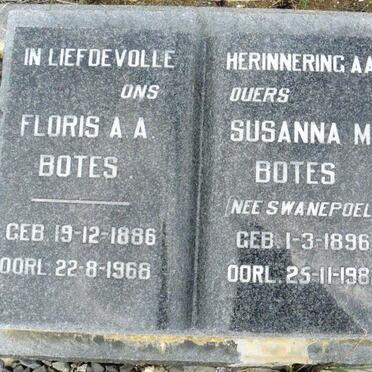 IN LIEFDEVOLLE HERINNERING AA
ONS OUERS
FLORIS A A
BOTES
GEB. 19-12-1886
OORL. 22-8-1968
SUSANNA M
BOTES
(NEE SWANEPOEL
GEB. 1-3-1896
OORL. 25-11-198